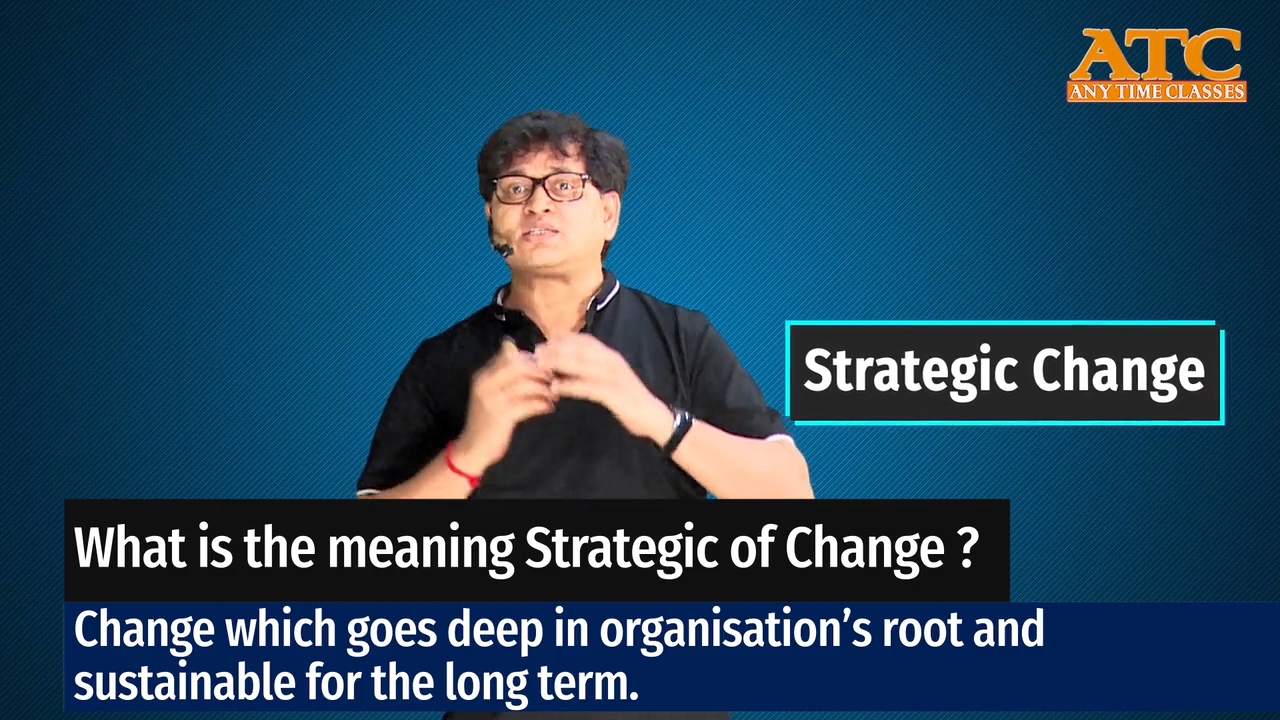 ATC
ANY TIME CLASSES
Strategic Change
What is the meaning Strategic of Change ?
Change which goes deep in organisation’s root and
sustainable for the long term.